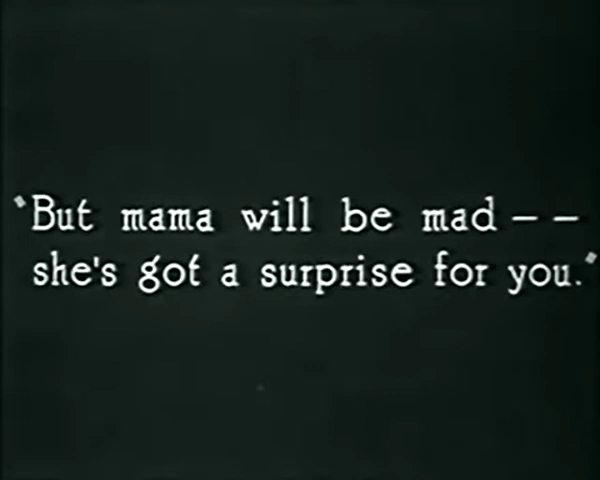 "But mama will be mad — —
she's got a surprise for you."